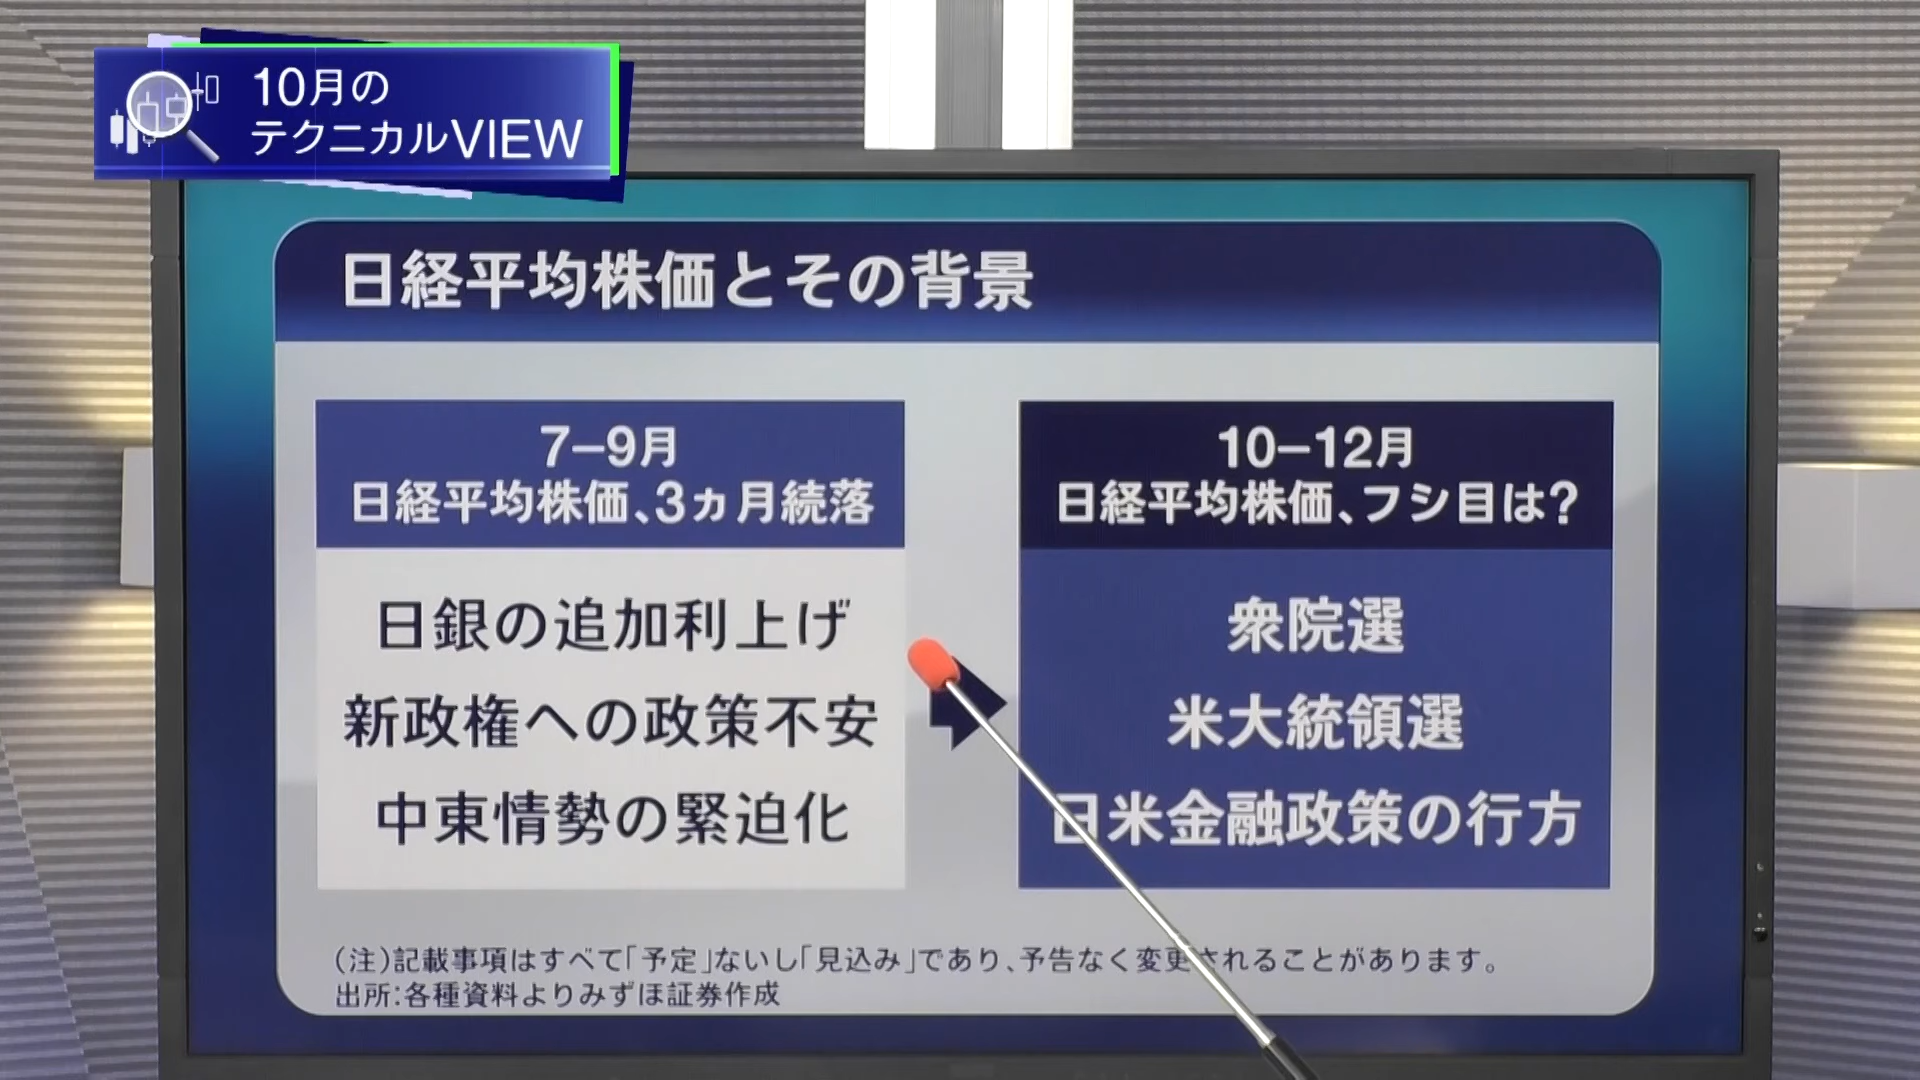 10月の
テクニカルVIEW
日経平均株価とその背景
7−9月
日経平均株価、3ヵ月続落
日銀の追加利上げ
新政権への政策不安
中東情勢の緊迫化
10−12月
日経平均株価、フシ目は?
衆院選
米大統領選
日米金融政策の行方
(注)記載事項はすべて「予定」ないし「見込み」であり、予告なく変更されることがあります。
出所:各種資料よりみずほ証券作成